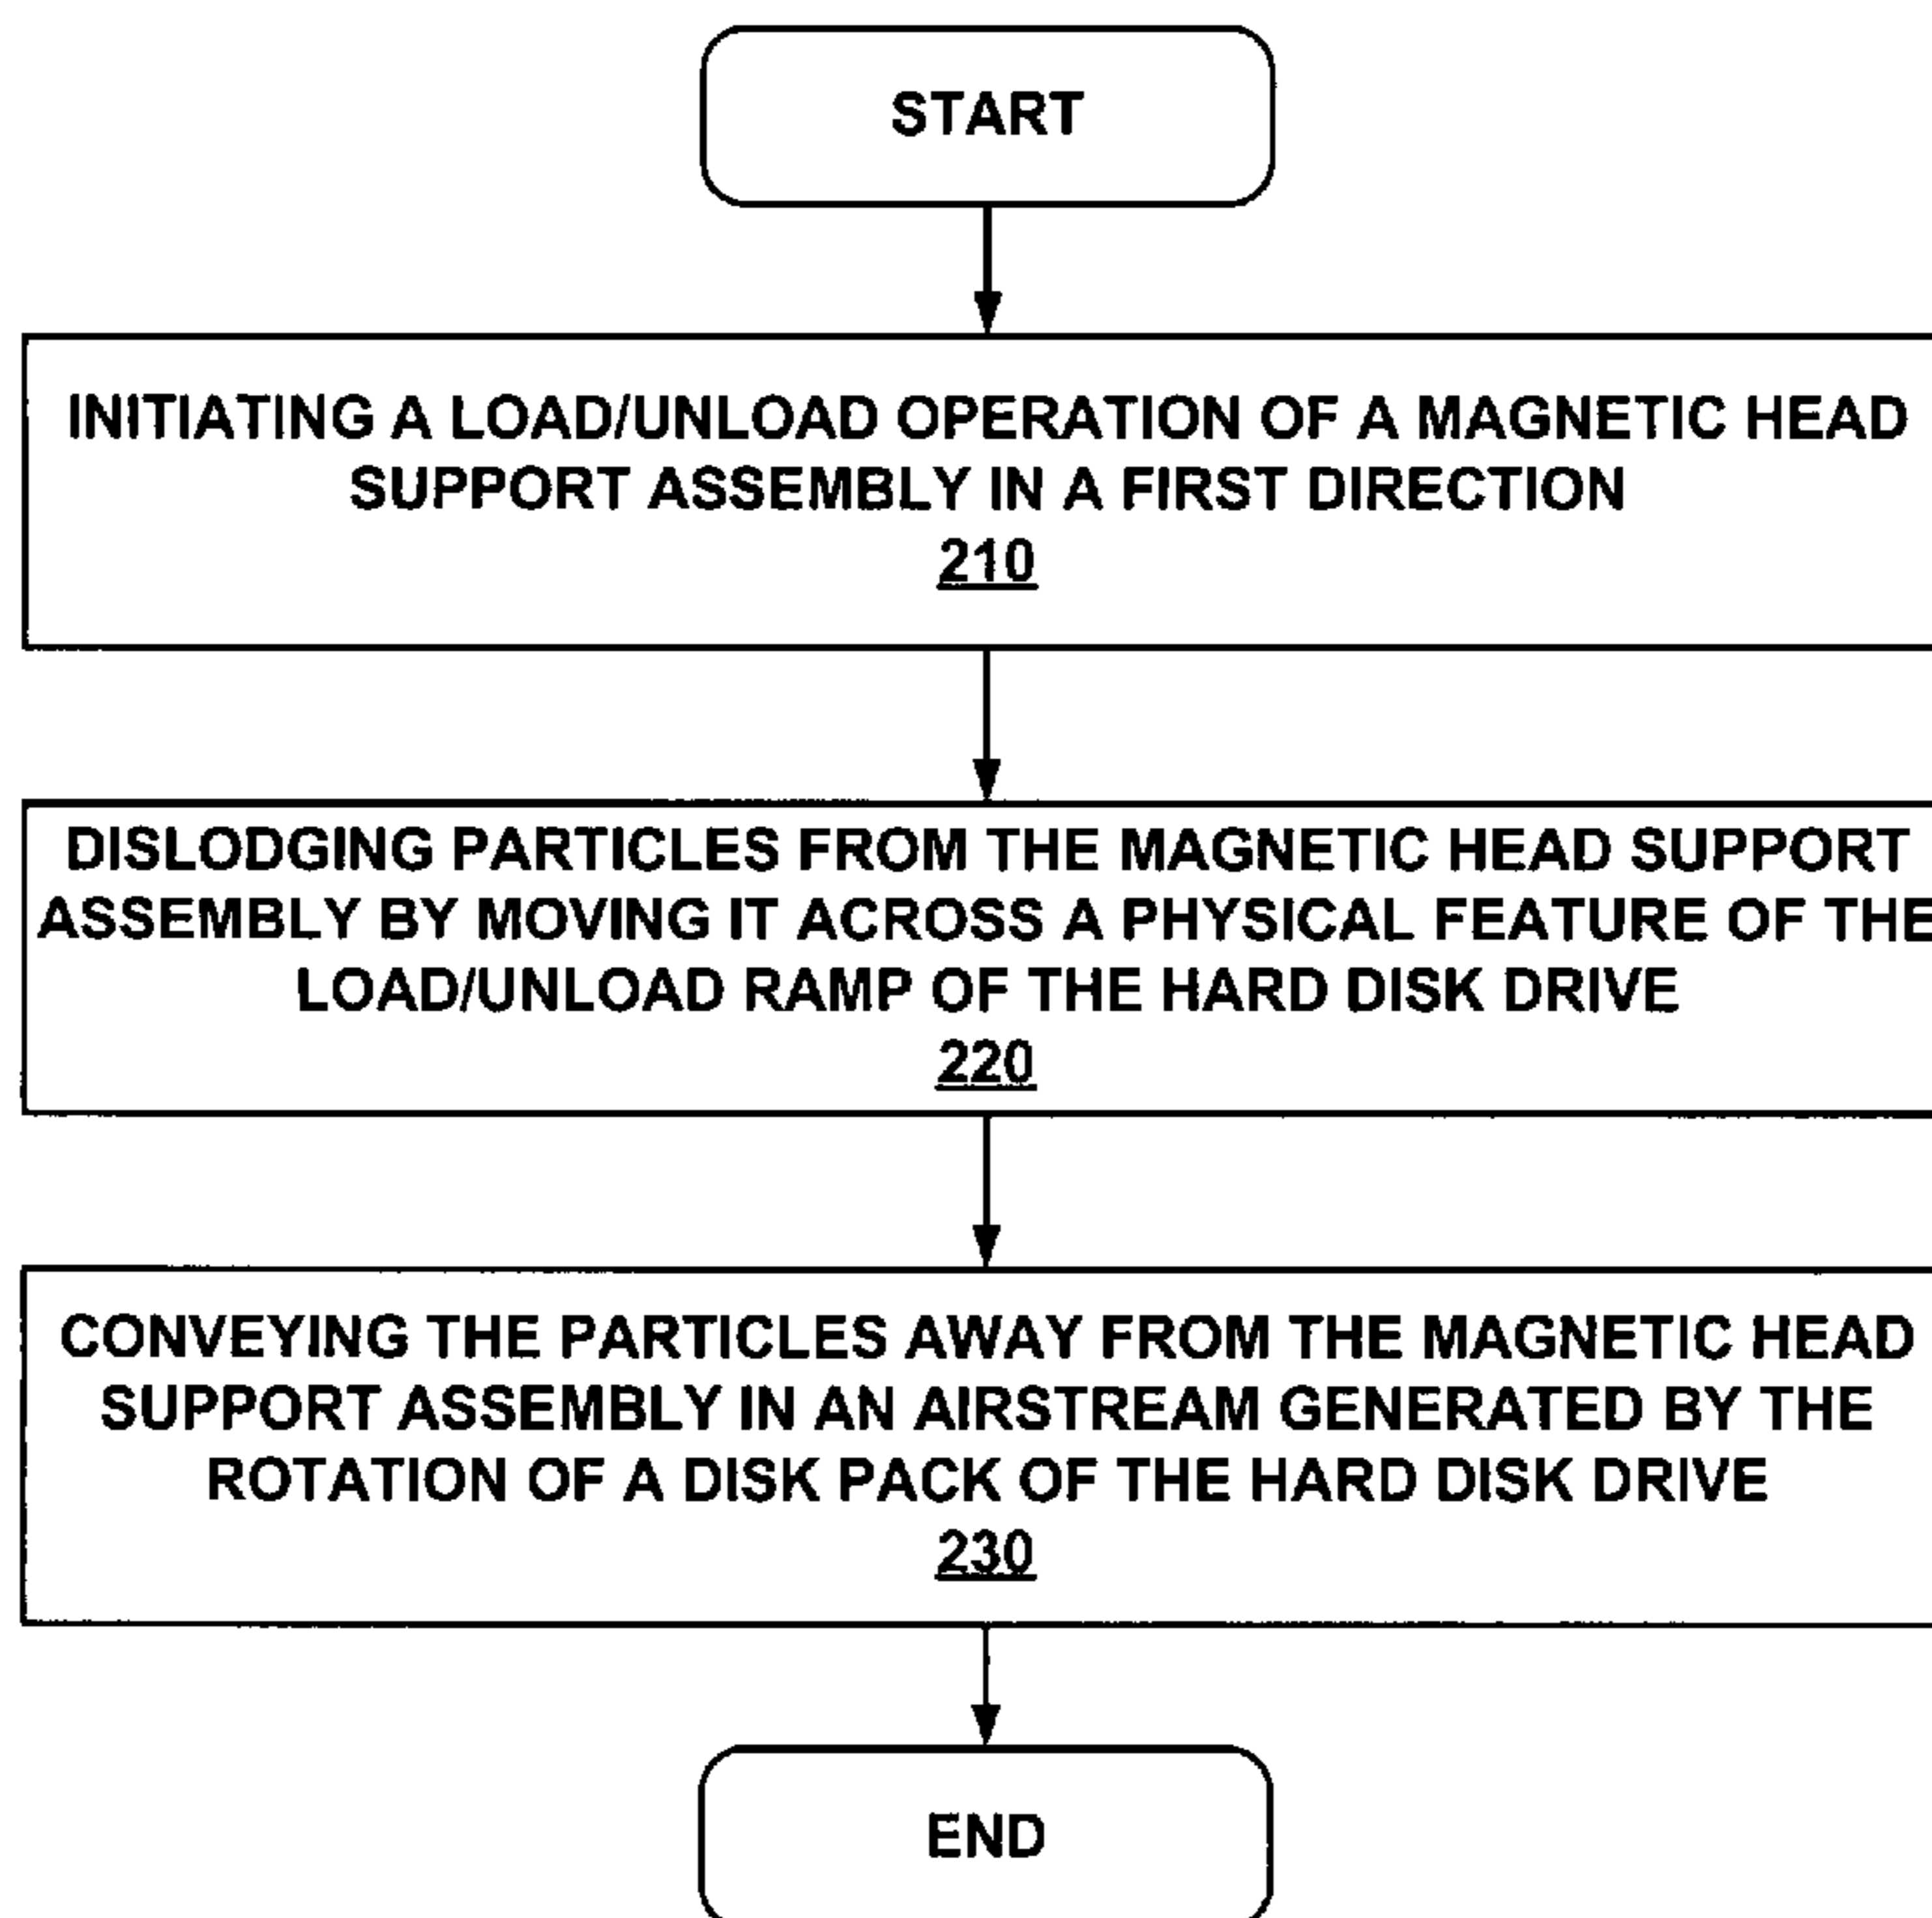 START
INITIATING A LOAD/UNLOAD OPERATION OF A MAGNETIC HEAD
SUPPORT ASSEMBLY IN A FIRST DIRECTION
210
DISLODGING PARTICLES FROM THE MAGNETIC HEAD SUPPORT
ASSEMBLY BY MOVING IT ACROSS A PHYSICAL FEATURE OF THE
LOAD/UNLOAD RAMP OF THE HARD DISK DRIVE
220
CONVEYING THE PARTICLES AWAY FROM THE MAGNETIC HEAD
SUPPORT ASSEMBLY IN AN AIRSTREAM GENERATED BY THE
ROTATION OF A DISK PACK OF THE HARD DISK DRIVE
230
END